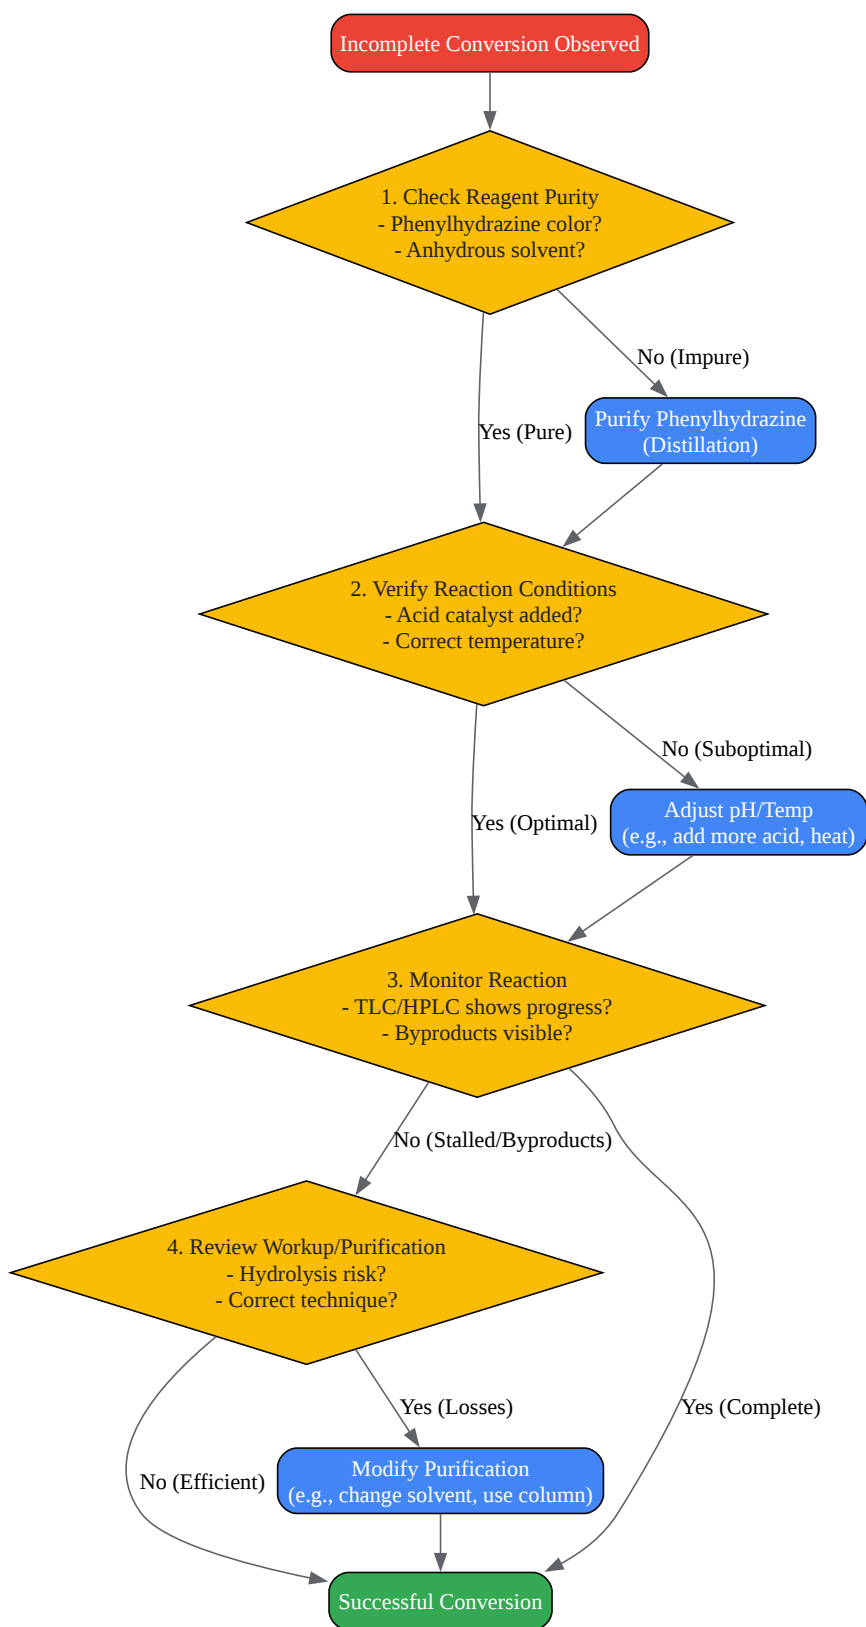 Incomplete Conversion Observed
1. Check Reagent Purity
- Phenylhydrazine color?
- Anhydrous solvent?
No (Impure)
Yes (Pure)
Purify Phenylhydrazine
(Distillation)
2. Verify Reaction Conditions
- Acid catalyst added?
- Correct temperature?
No (Suboptimal)
Yes (Optimal)
Adjust pH/Temp
(e.g., add more acid, heat)
3. Monitor Reaction
- TLC/HPLC shows progress?
- Byproducts visible?
No (Stalled/Byproducts)
4. Review Workup/Purification
- Hydrolysis risk?
- Correct technique?
Yes (Losses)
Yes (Complete)
No (Efficient)
Modify Purification
(e.g., change solvent, use column)
Successful Conversion